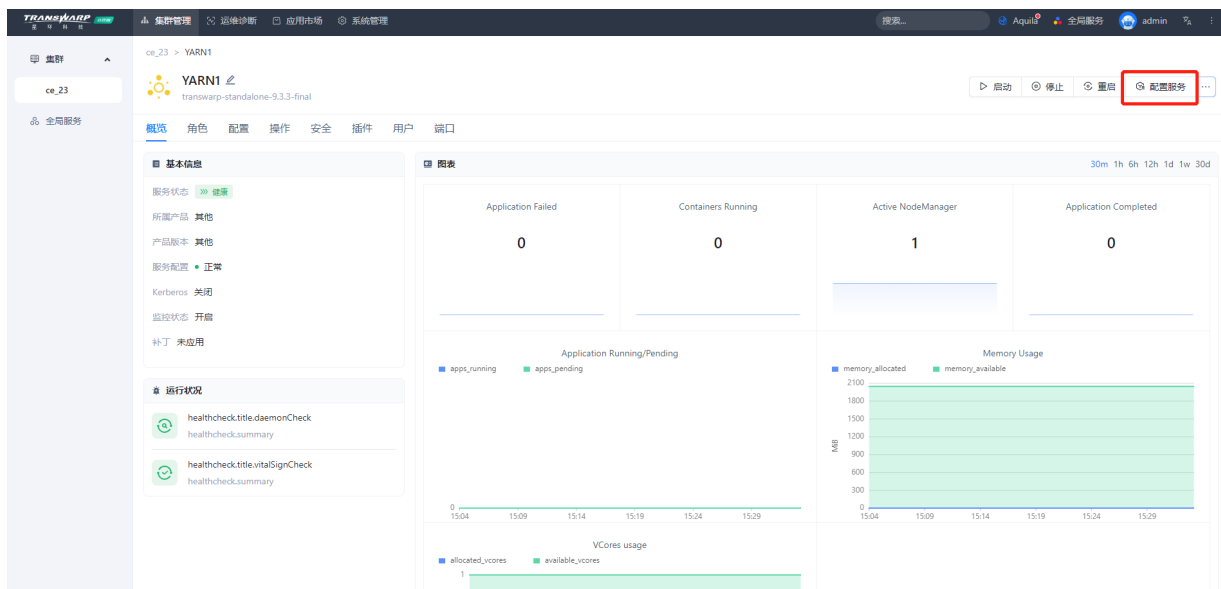 TRANSWARP
星环科技
集群管理
运维诊断
应用市场
系统管理
搜索...
Aquila
全局服务
admin
集群
ce_23
全局服务
ce_23 > YARN1
YARN1
transwarp-standalone-9.3.3-final
启动
停止
重启
配置服务
...
概览 角色 配置 操作 安全 插件 用户 端口
基本信息
服务状态 健康
所属产品 其他
产品版本 其他
服务配置 正常
Kerberos 关闭
监控状态 开启
补丁 未应用
运行状况
healthcheck.title.daemonCheck
healthcheck.summary
healthcheck.title.vitalSignCheck
healthcheck.summary
图表
30m 1h 6h 12h 1d 1w 30d
Application Failed
0
Containers Running
0
Active NodeManager
1
Application Completed
0
Application Running/Pending
apps_running apps_pending
0
15:04 15:09 15:14 15:19 15:24 15:29
Memory Usage
memory_allocated memory_available
MiB
2100
1800
1500
1200
900
600
300
0
15:04 15:09 15:14 15:19 15:24 15:29
VCores usage
allocated_vcores available_vcores
1